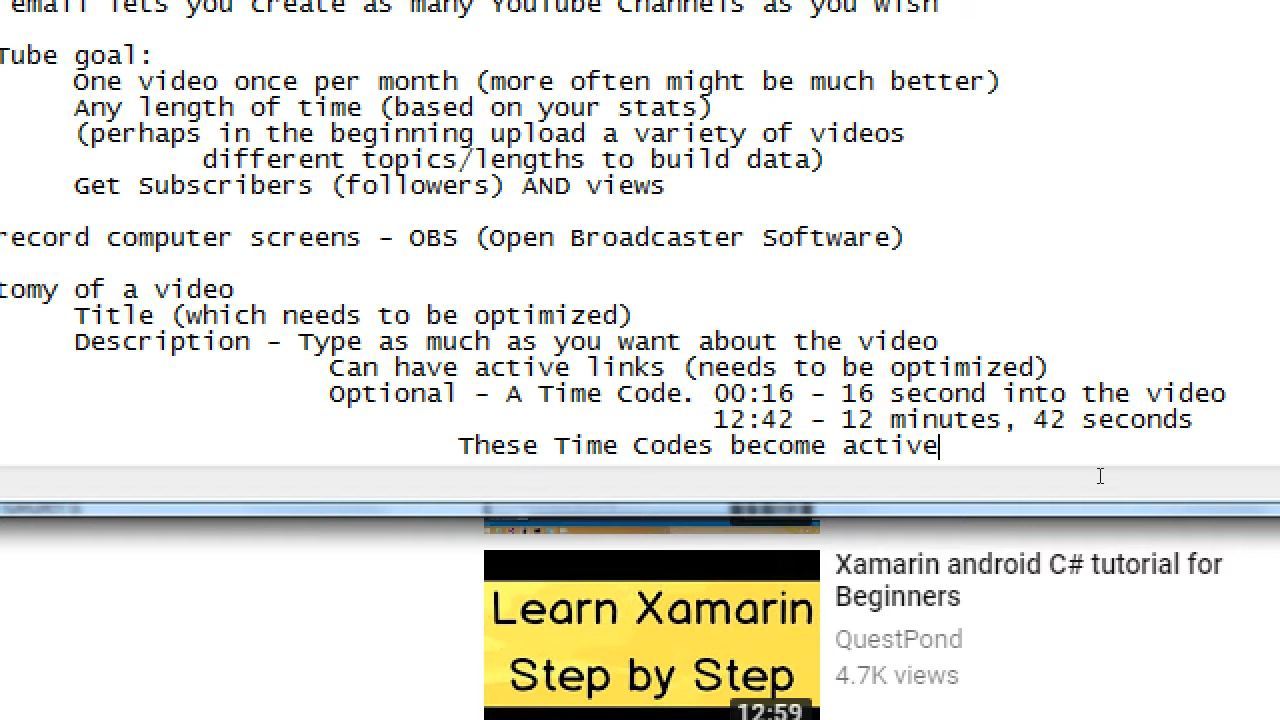 email lets you create as many YouTube Channels as you wish
Tube goal:
One video once per month (more often might be much better)
Any length of time (based on your stats)
(perhaps in the beginning upload a variety of videos
different topics/lengths to build data)
Get Subscribers (followers) AND views
record computer screens - OBS (Open Broadcaster Software)
tomy of a video
Title (which needs to be optimized)
Description - Type as much as you want about the video
Can have active links (needs to be optimized)
Optional - A Time Code. 00:16 - 16 second into the video
12:42 - 12 minutes, 42 seconds
These Time Codes become active
Xamarin android C# tutorial for
Beginners
QuestPond
4.7K views
Learn Xamarin
Step by Step
12:59